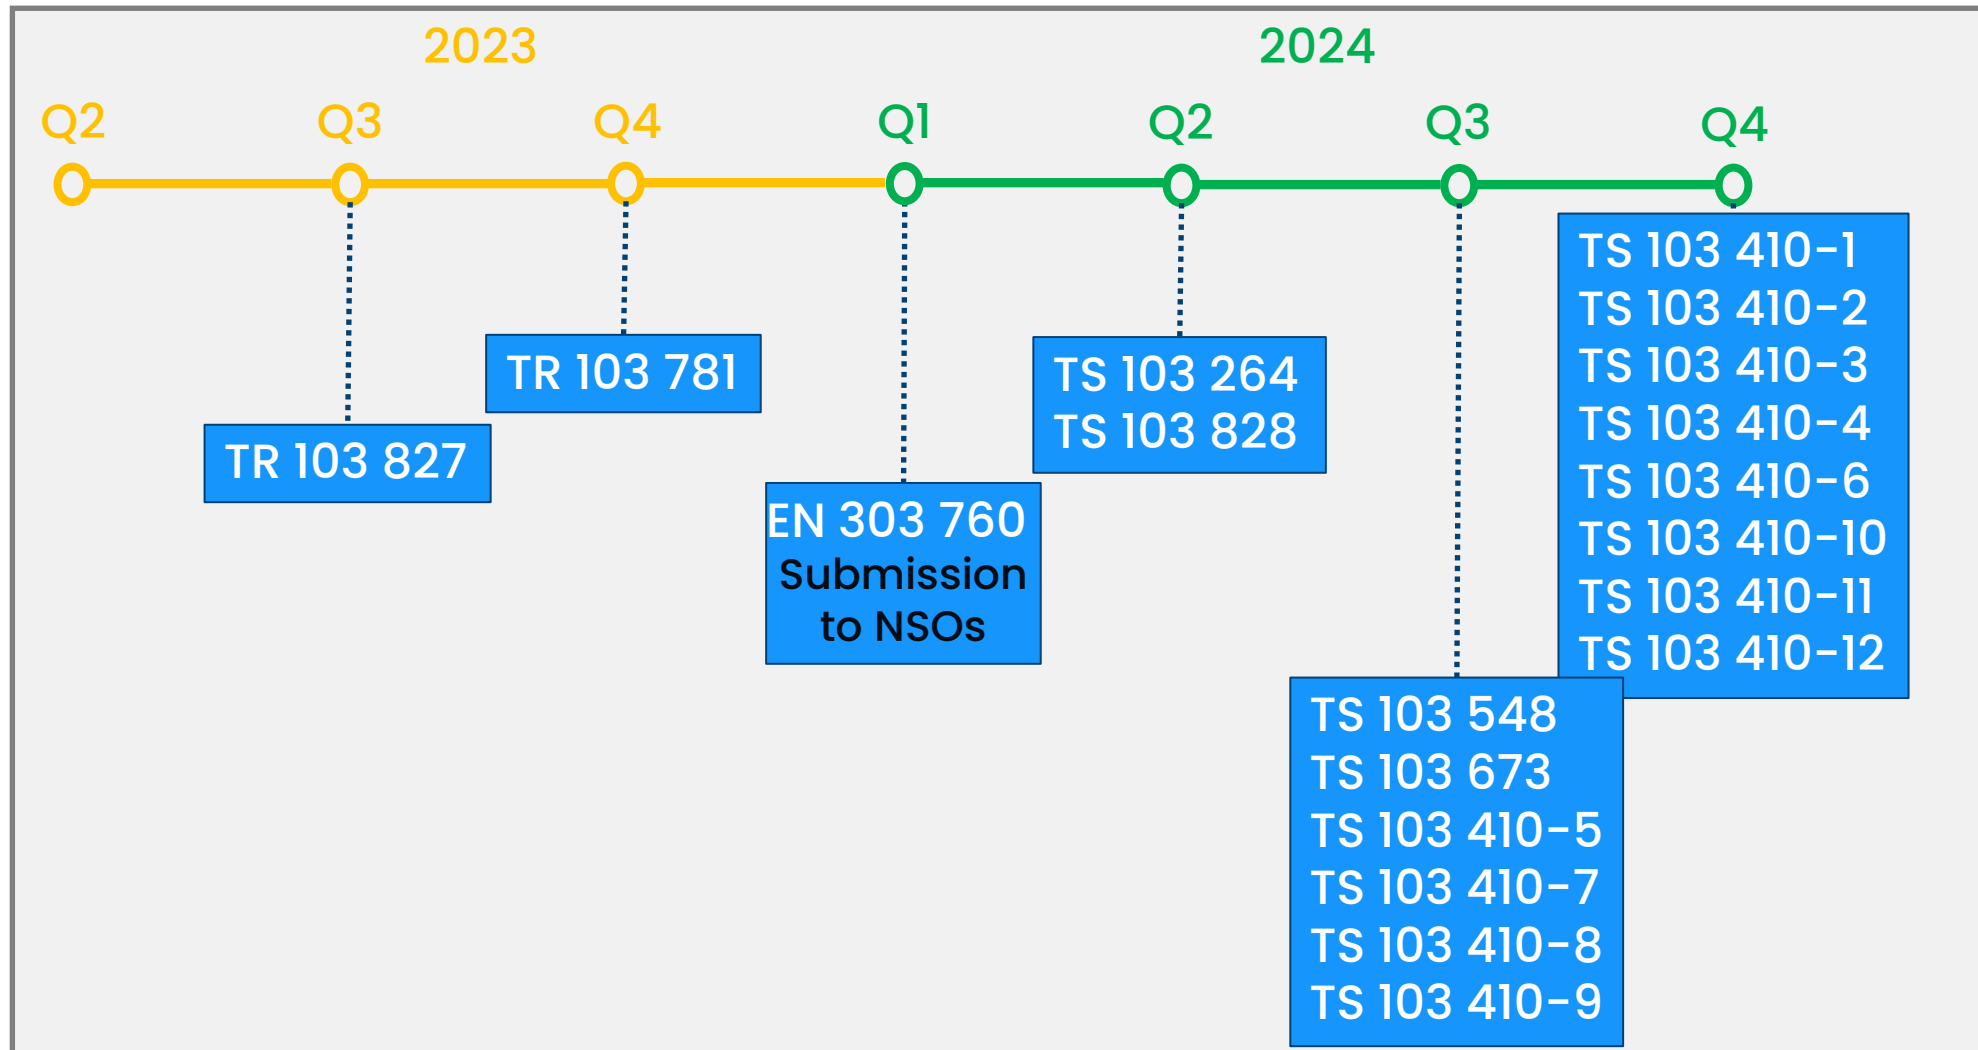 2023
2024
Q2
Q3
Q4
Q1
Q2
Q3
Q4
TR 103 827
TR 103 781
EN 303 760
Submission
to NSOs
TS 103 264
TS 103 828
TS 103 548
TS 103 673
TS 103 410-5
TS 103 410-7
TS 103 410-8
TS 103 410-9
TS 103 410-1
TS 103 410-2
TS 103 410-3
TS 103 410-4
TS 103 410-6
TS 103 410-10
TS 103 410-11
TS 103 410-12